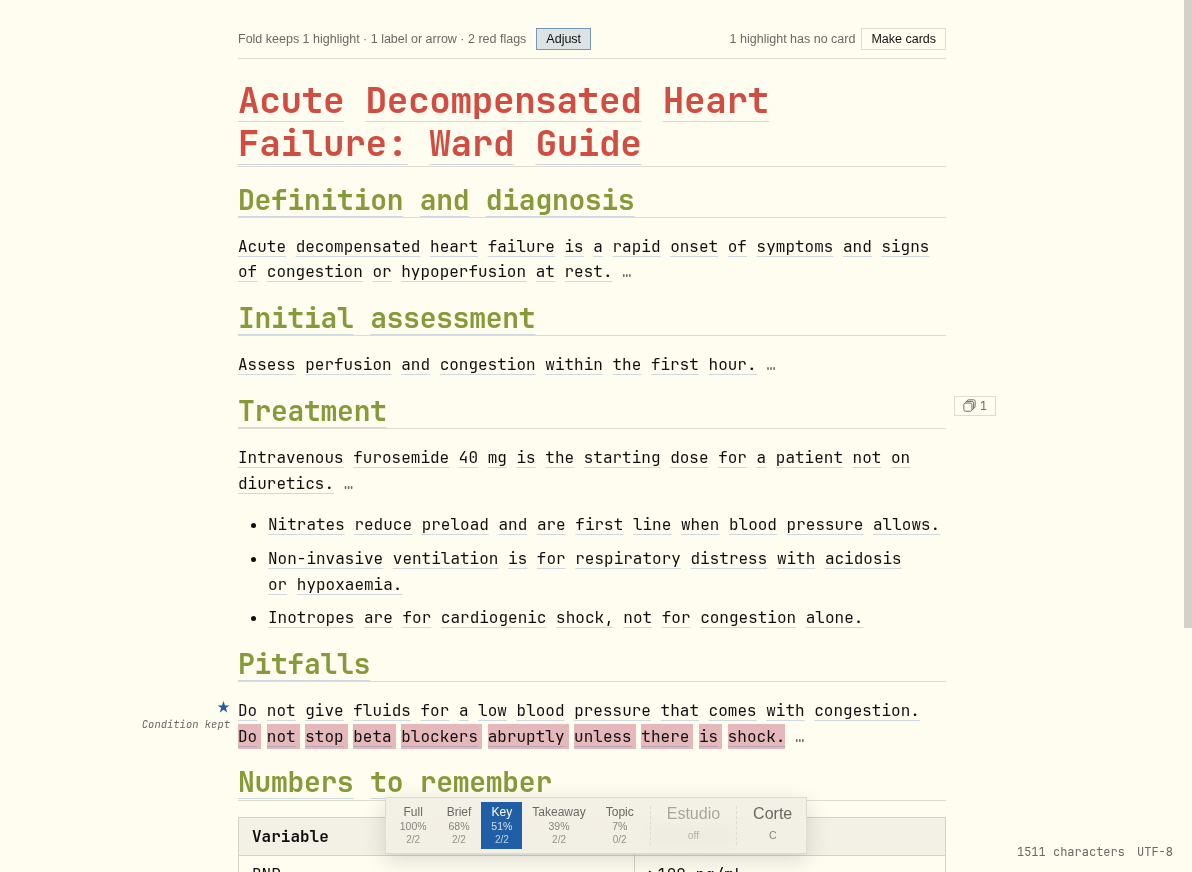 Fold keeps 1 highlight · 1 label or arrow · 2 red flags Adjust 1 highlight has no card Make cards
Acute Decompensated Heart
Failure: Ward Guide
Definition and diagnosis
Acute decompensated heart failure is a rapid onset of symptoms and signs
of congestion or hypoperfusion at rest. …
Initial assessment
Assess perfusion and congestion within the first hour. …
Treatment
1
Intravenous furosemide 40 mg is the starting dose for a patient not on
diuretics. …
• Nitrates reduce preload and are first line when blood pressure allows.
• Non-invasive ventilation is for respiratory distress with acidosis
or hypoxaemia.
• Inotropes are for cardiogenic shock, not for congestion alone.
Pitfalls
★ Do not give fluids for a low blood pressure that comes with congestion.
Condition kept
Do not stop beta blockers abruptly unless there is shock. …
Numbers to remember
Full Brief Key Takeaway Topic Estudio Corte
100% 68% 51% 39% 7% off C
2/2 2/2 2/2 2/2 0/2
Variable
1511 characters UTF-8